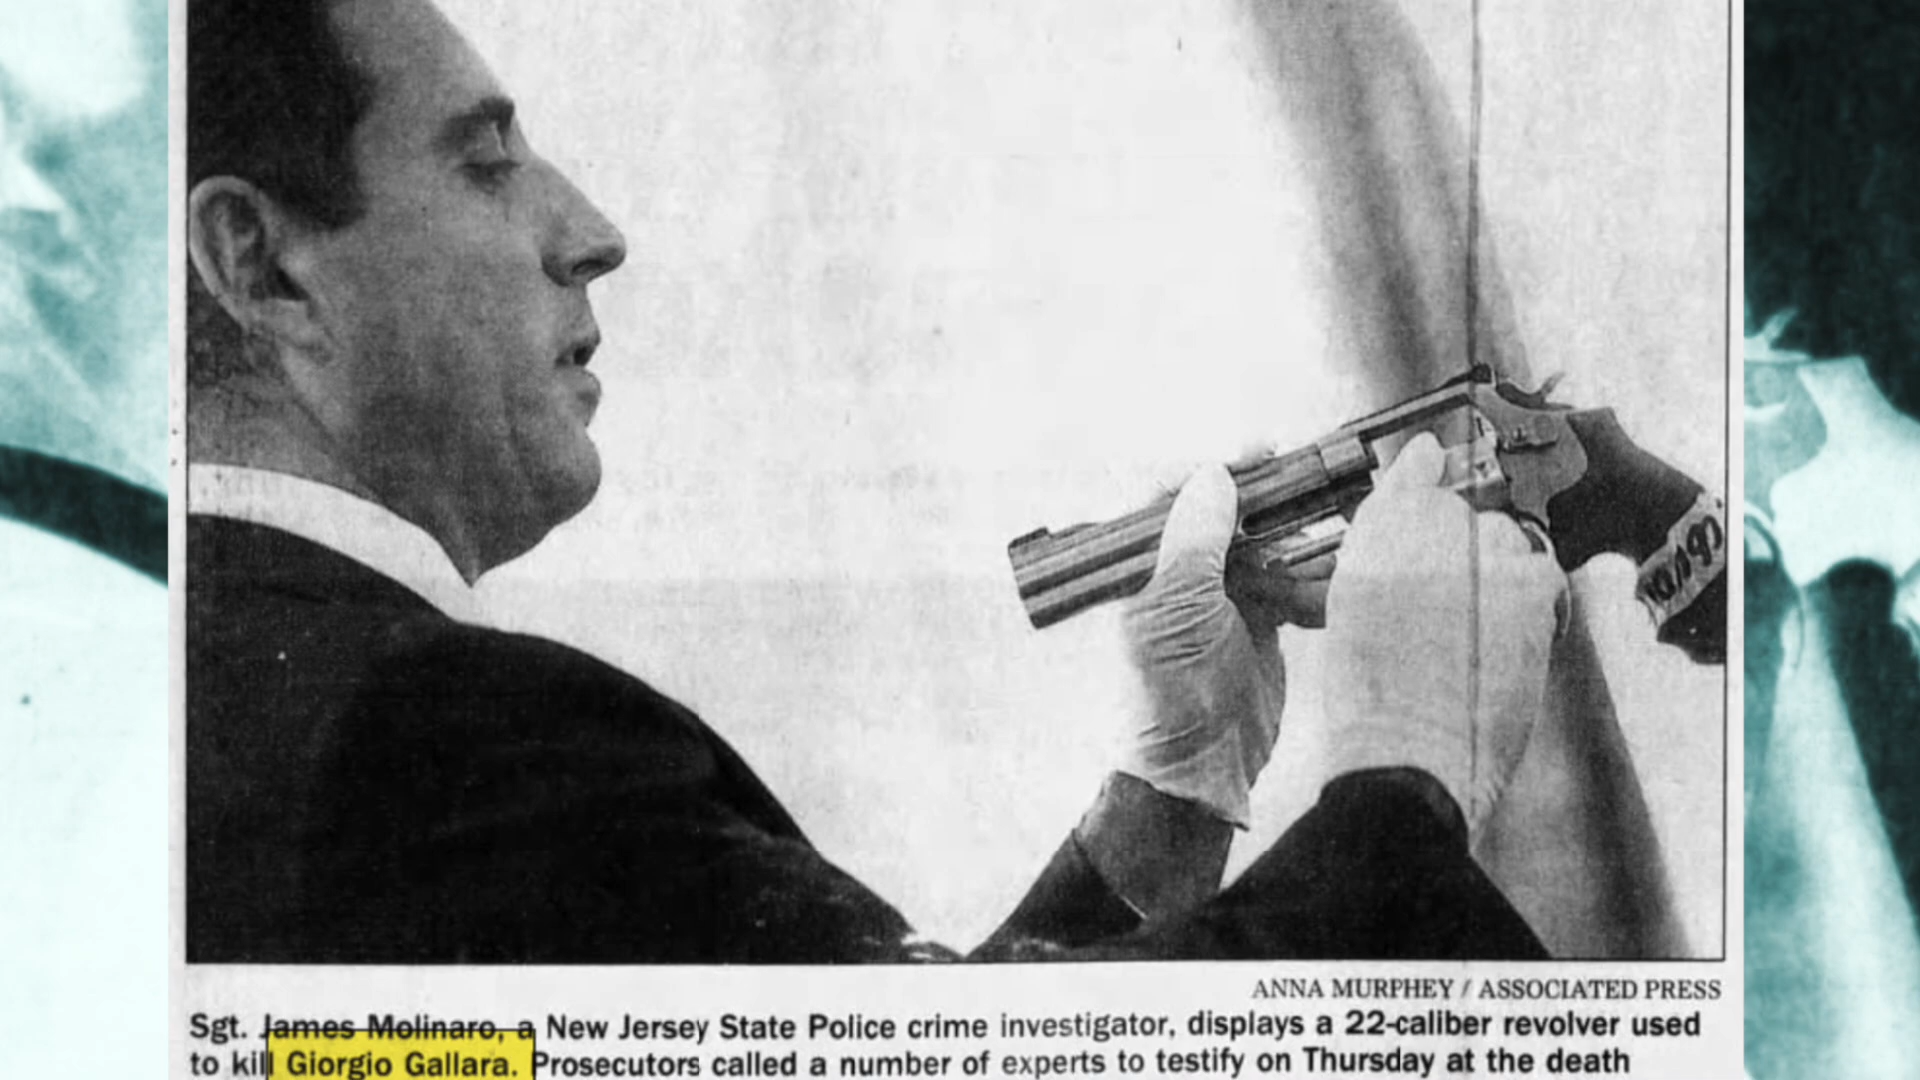 ANNA MURPHEY / ASSOCIATED PRESS
Sgt. James Molinaro, a New Jersey State Police crime investigator, displays a 22-caliber revolver used
to kill Giorgio Gallara. Prosecutors called a number of experts to testify on Thursday at the death